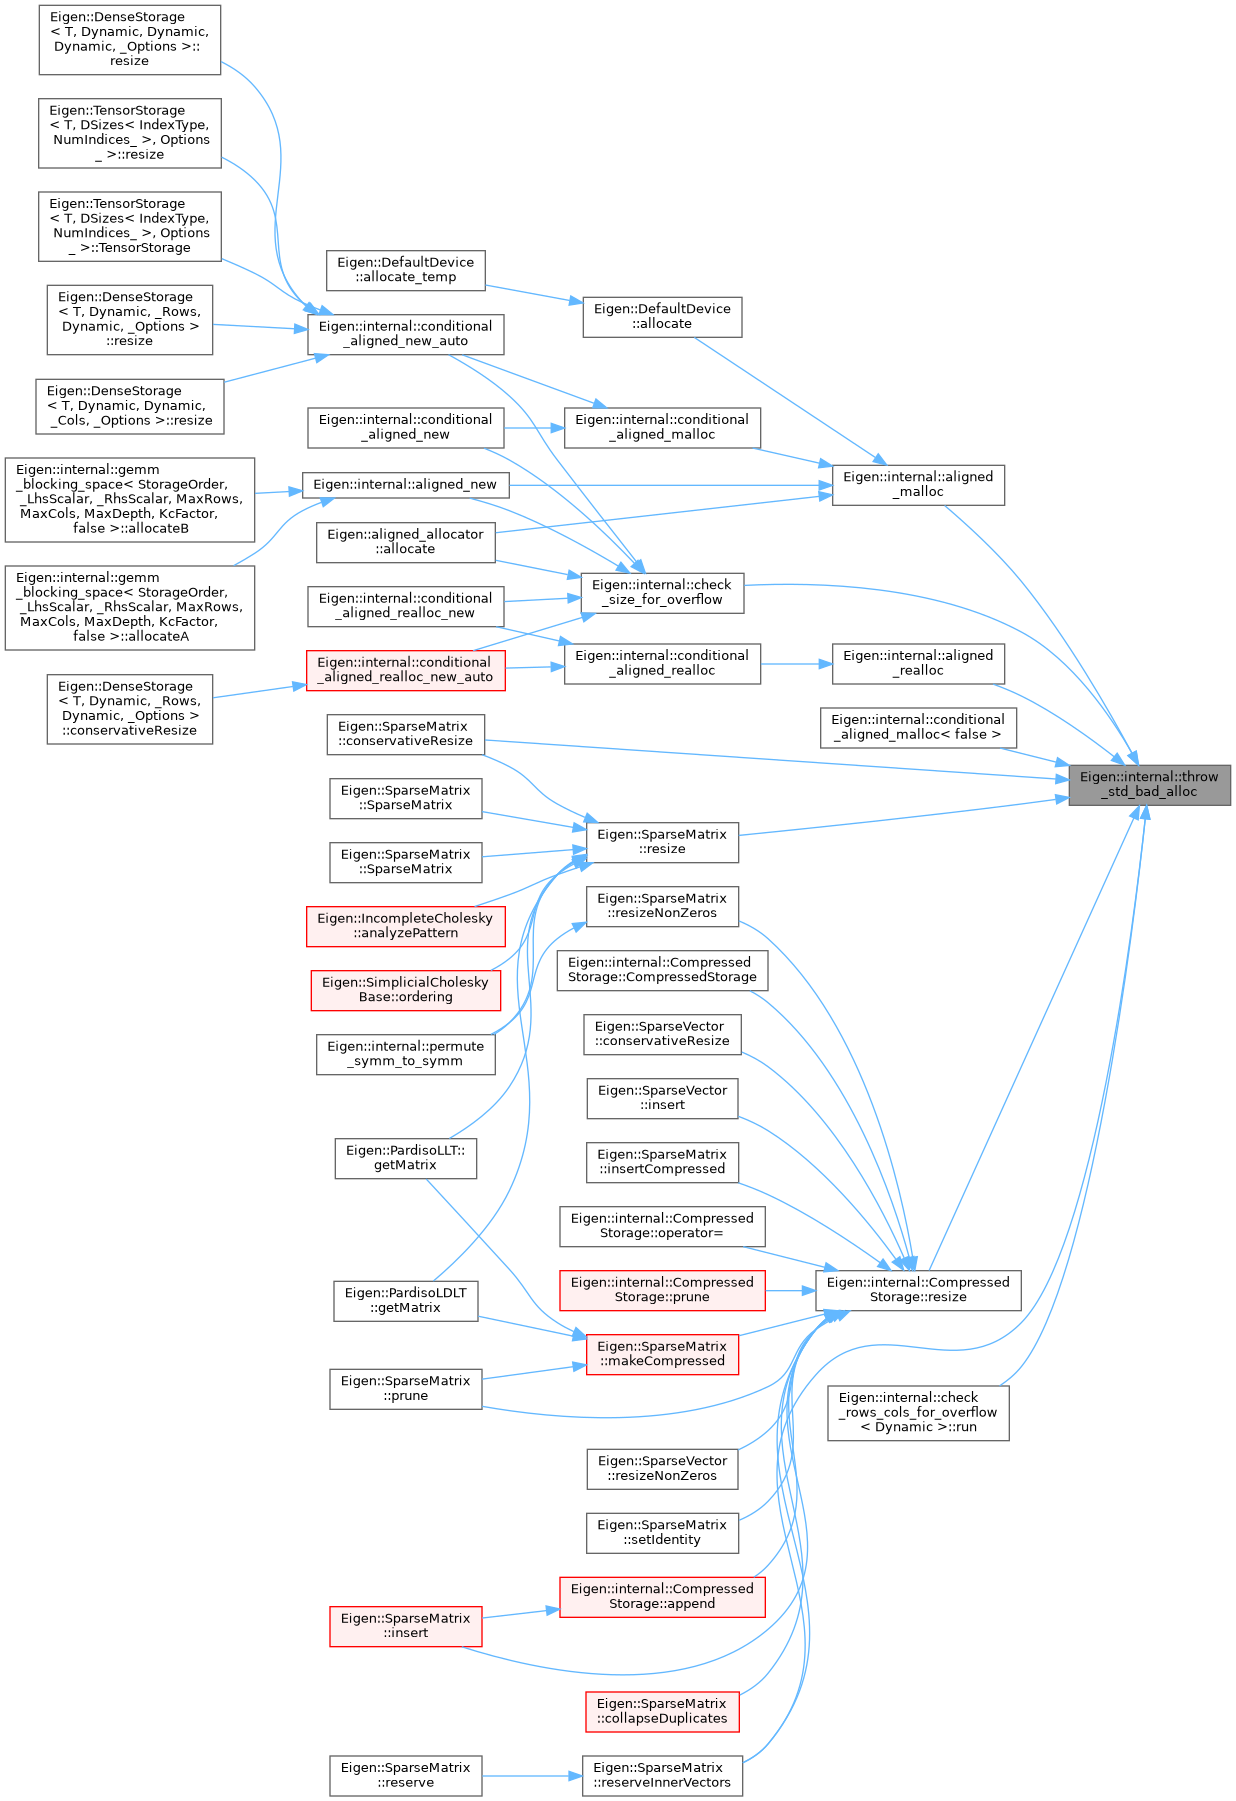 Eigen::DenseStorage
< T, Dynamic, Dynamic,
Dynamic, _Options >::
resize
Eigen::TensorStorage
< T, DSizes< IndexType,
NumIndices_ >, Options
_ >::resize
Eigen::TensorStorage
< T, DSizes< IndexType,
NumIndices_ >, Options
_ >::TensorStorage
Eigen::DenseStorage
< T, Dynamic, _Rows,
Dynamic, _Options >
::resize
Eigen::DenseStorage
< T, Dynamic, Dynamic,
_Cols, _Options >::resize
Eigen::internal::gemm
_blocking_space< StorageOrder,
_LhsScalar, _RhsScalar, MaxRows,
MaxCols, MaxDepth, KcFactor,
false >::allocateB
Eigen::internal::gemm
_blocking_space< StorageOrder,
_LhsScalar, _RhsScalar, MaxRows,
MaxCols, MaxDepth, KcFactor,
false >::allocateA
Eigen::DenseStorage
< T, Dynamic, _Rows,
Dynamic, _Options >
::conservativeResize
Eigen::DefaultDevice
::allocate_temp
Eigen::internal::conditional
_aligned_new_auto
Eigen::internal::conditional
_aligned_new
Eigen::internal::aligned_new
Eigen::aligned_allocator
::allocate
Eigen::internal::conditional
_aligned_realloc_new
Eigen::internal::conditional
_aligned_realloc_new_auto
Eigen::SparseMatrix
::conservativeResize
Eigen::SparseMatrix
::SparseMatrix
Eigen::SparseMatrix
::SparseMatrix
Eigen::IncompleteCholesky
::analyzePattern
Eigen::SimplicialCholesky
Base::ordering
Eigen::internal::permute
_symm_to_symm
Eigen::PardisoLLT::
getMatrix
Eigen::PardisoLDLT
::getMatrix
Eigen::SparseMatrix
::prune
Eigen::SparseMatrix
::insert
Eigen::SparseMatrix
::reserve
Eigen::DefaultDevice
::allocate
Eigen::internal::conditional
_aligned_malloc
Eigen::internal::check
_size_for_overflow
Eigen::internal::conditional
_aligned_realloc
Eigen::SparseMatrix
::resize
Eigen::SparseMatrix
::resizeNonZeros
Eigen::internal::Compressed
Storage::CompressedStorage
Eigen::SparseVector
::conservativeResize
Eigen::SparseVector
::insert
Eigen::SparseMatrix
::insertCompressed
Eigen::internal::Compressed
Storage::operator=
Eigen::internal::Compressed
Storage::prune
Eigen::SparseMatrix
::makeCompressed
Eigen::SparseVector
::resizeNonZeros
Eigen::SparseMatrix
::setIdentity
Eigen::internal::Compressed
Storage::append
Eigen::SparseMatrix
::collapseDuplicates
Eigen::SparseMatrix
::reserveInnerVectors
Eigen::internal::aligned
_malloc
Eigen::internal::aligned
_realloc
Eigen::internal::conditional
_aligned_malloc< false >
Eigen::internal::Compressed
Storage::resize
Eigen::internal::check
_rows_cols_for_overflow
< Dynamic >::run
Eigen::internal::throw
_std_bad_alloc